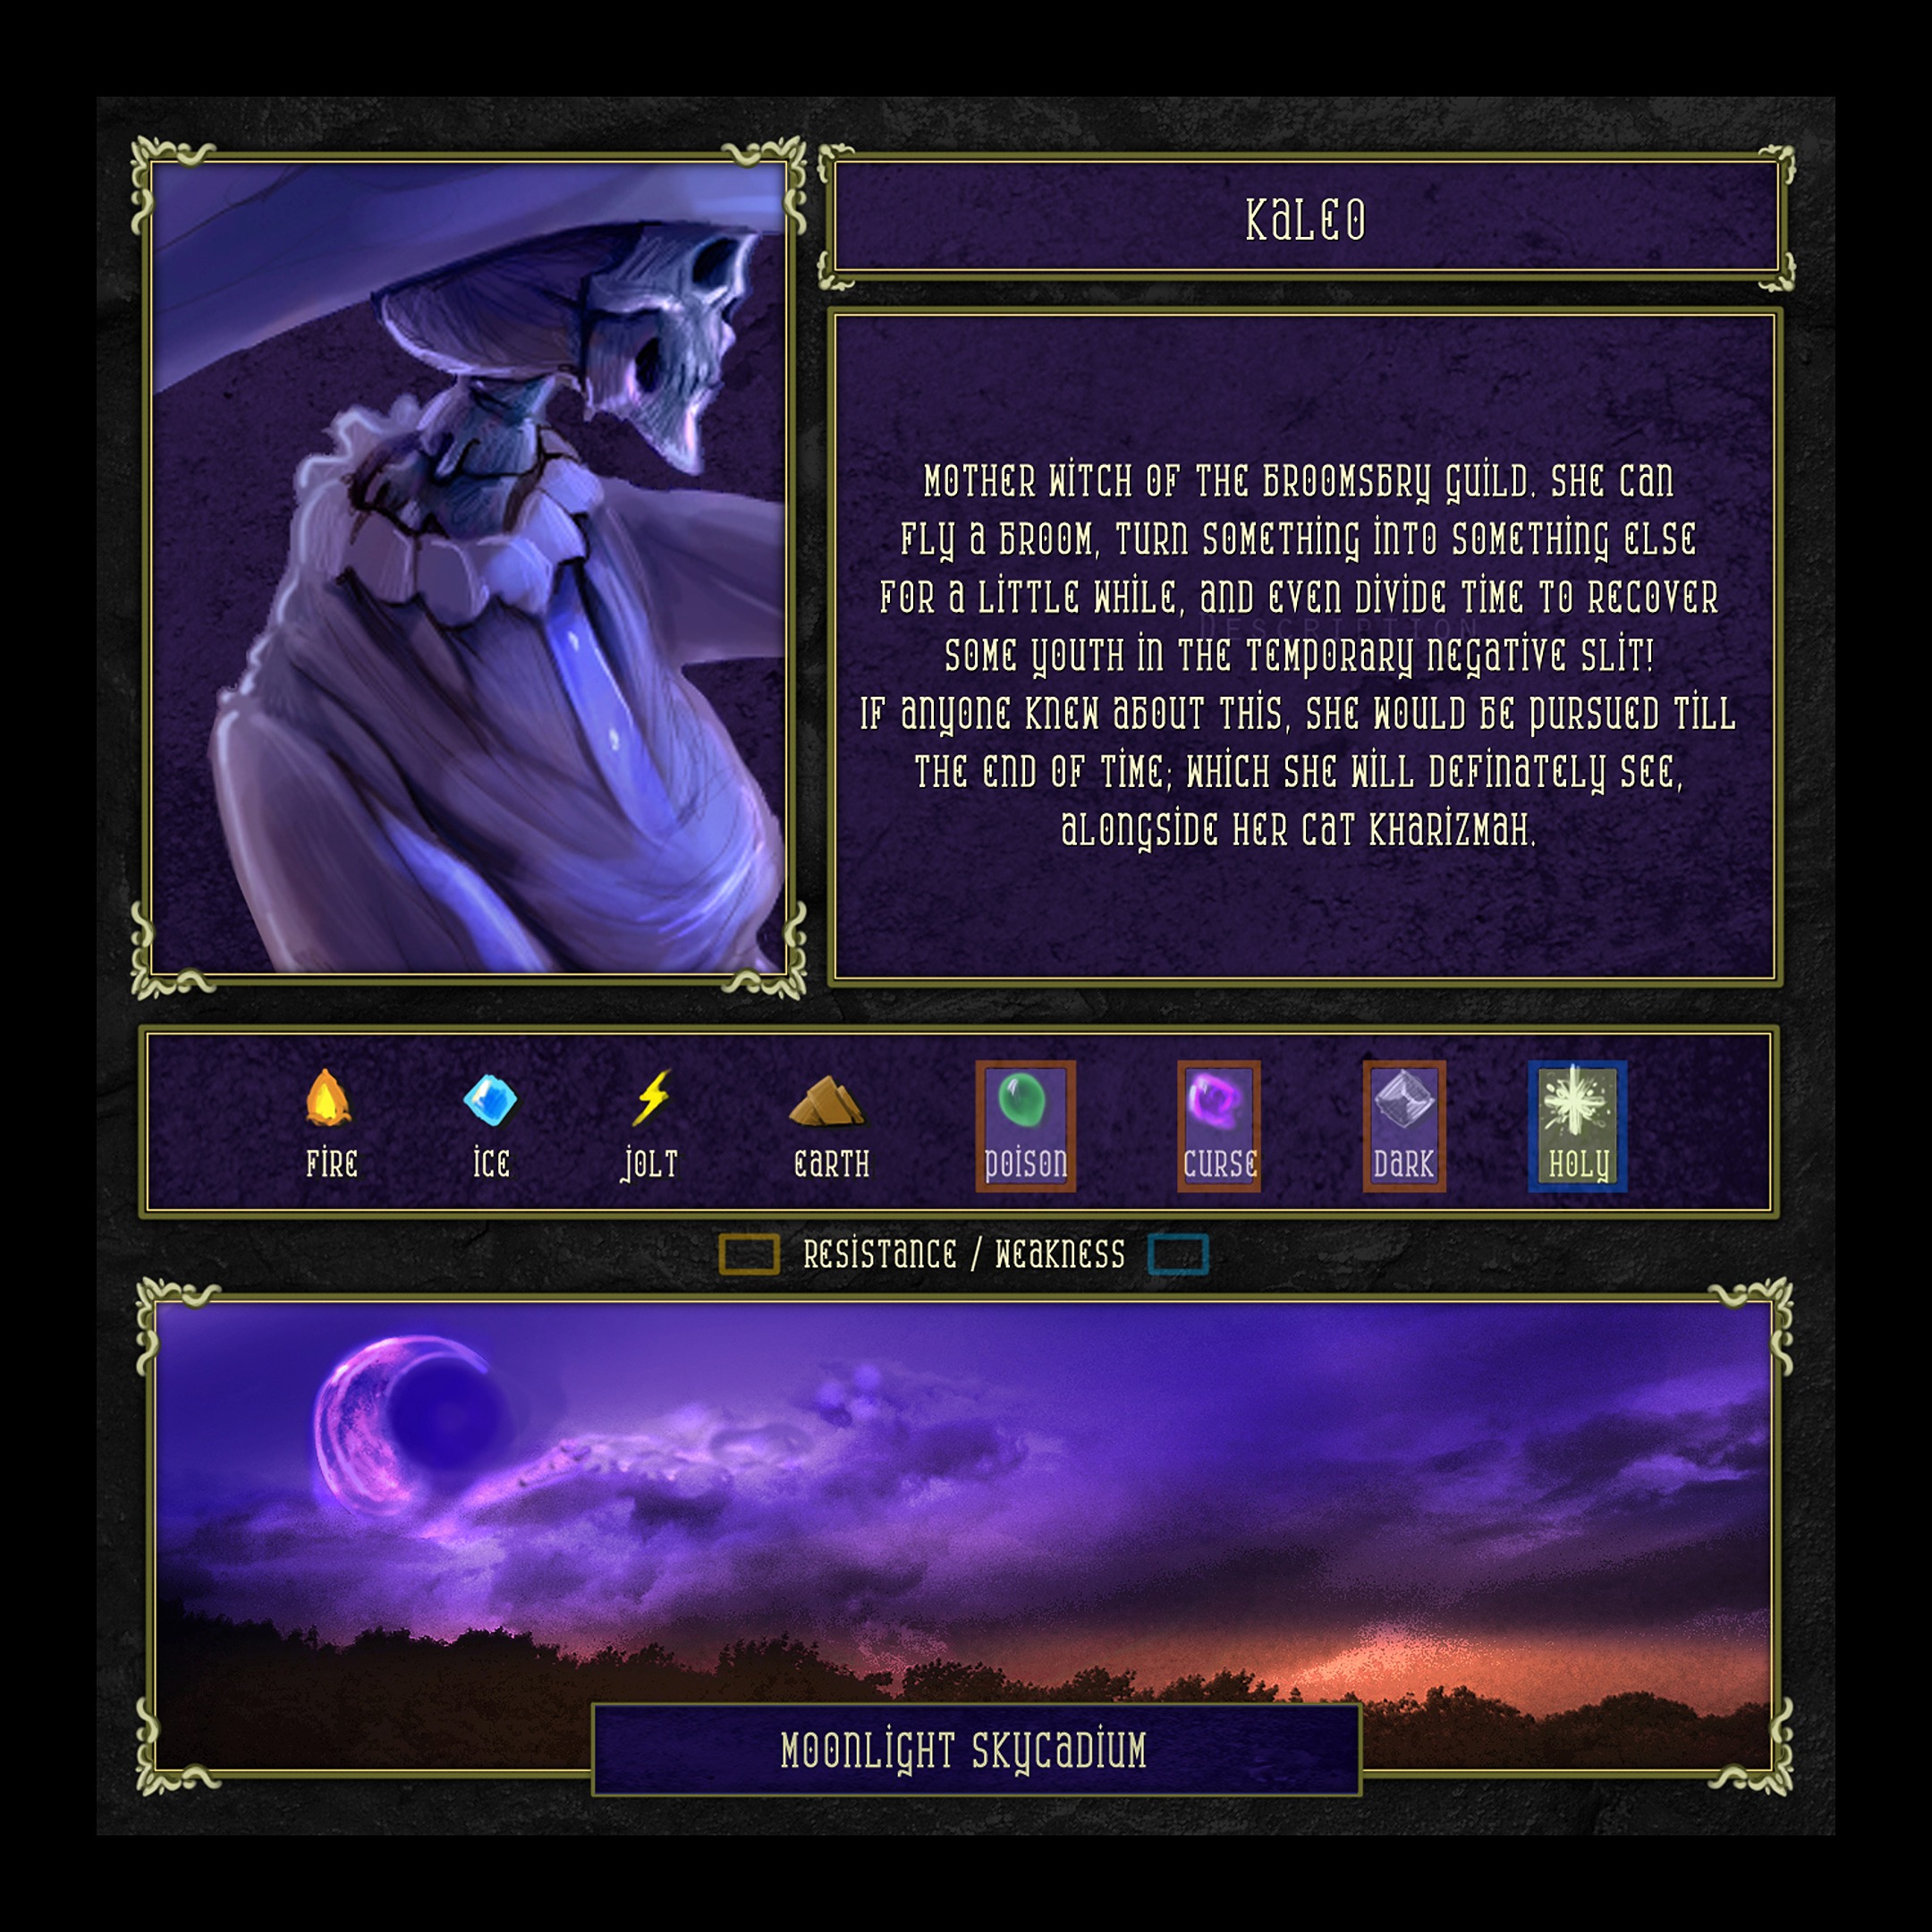 KALEO
MOTHER WITCH OF THE BROOMSBRY GUILD. SHE CAN
FLY A BROOM, TURN SOMETHING INTO SOMETHING ELSE
FOR A LITTLE WHILE, AND EVEN DIVIDE TIME TO RECOVER
DESCRIPTION
SOME YOUTH IN THE TEMPORARY NEGATIVE SLIT!
IF ANYONE KNEW ABOUT THIS, SHE WOULD BE PURSUED TILL
THE END OF TIME; WHICH SHE WILL DEFINATELY SEE,
ALONGSIDE HER CAT KHARIZMAH.
FIRE ICE JOLT EARTH POISON CURSE DARK HOLY
RESISTANCE / WEAKNESS
MOONLIGHT SKYCADIUM